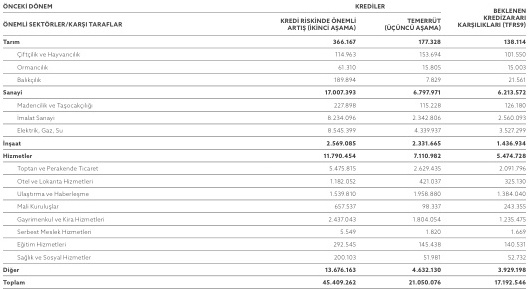 ÖNCEKİ DÖNEM KREDİLER
ÖNEMLİ SEKTÖRLER/KARŞI TARAFLAR KREDİ RİSKİNDE ÖNEMLİ ARTIŞ (İKİNCİ AŞAMA) TEMERRÜT (ÜÇÜNCÜ AŞAMA) BEKLENEN KREDİZARARI KARŞILIKLARI (TFRS9)
Tarım 366.167 177.328 138.114
Çiftçilik ve Hayvancılık 114.963 153.694 101.550
Ormancılık 61.310 15.805 15.003
Balıkçılık 189.894 7.829 21.561
Sanayi 17.007.393 6.797.971 6.213.572
Madencilik ve Taşocakçılığı 227.898 115.228 126.180
İmalat Sanayi 8.234.096 2.342.806 2.560.093
Elektrik, Gaz, Su 8.545.399 4.339.937 3.527.299
İnşaat 2.569.085 2.331.665 1.436.934
Hizmetler 11.790.454 7.110.982 5.474.728
Toptan ve Perakende Ticaret 5.475.815 2.629.435 2.091.796
Otel ve Lokanta Hizmetleri 1.182.052 421.037 325.130
Ulaştırma ve Haberleşme 1.539.810 1.958.880 1.384.040
Mali Kuruluşlar 657.537 98.337 243.355
Gayrimenkul ve Kira Hizmetleri 2.437.043 1.804.054 1.235.475
Serbest Meslek Hizmetleri 5.549 1.820 1.669
Eğitim Hizmetleri 292.545 145.438 140.531
Sağlık ve Sosyal Hizmetler 200.103 51.981 52.732
Diğer 13.676.163 4.632.130 3.929.198
Toplam 45.409.262 21.050.076 17.192.546